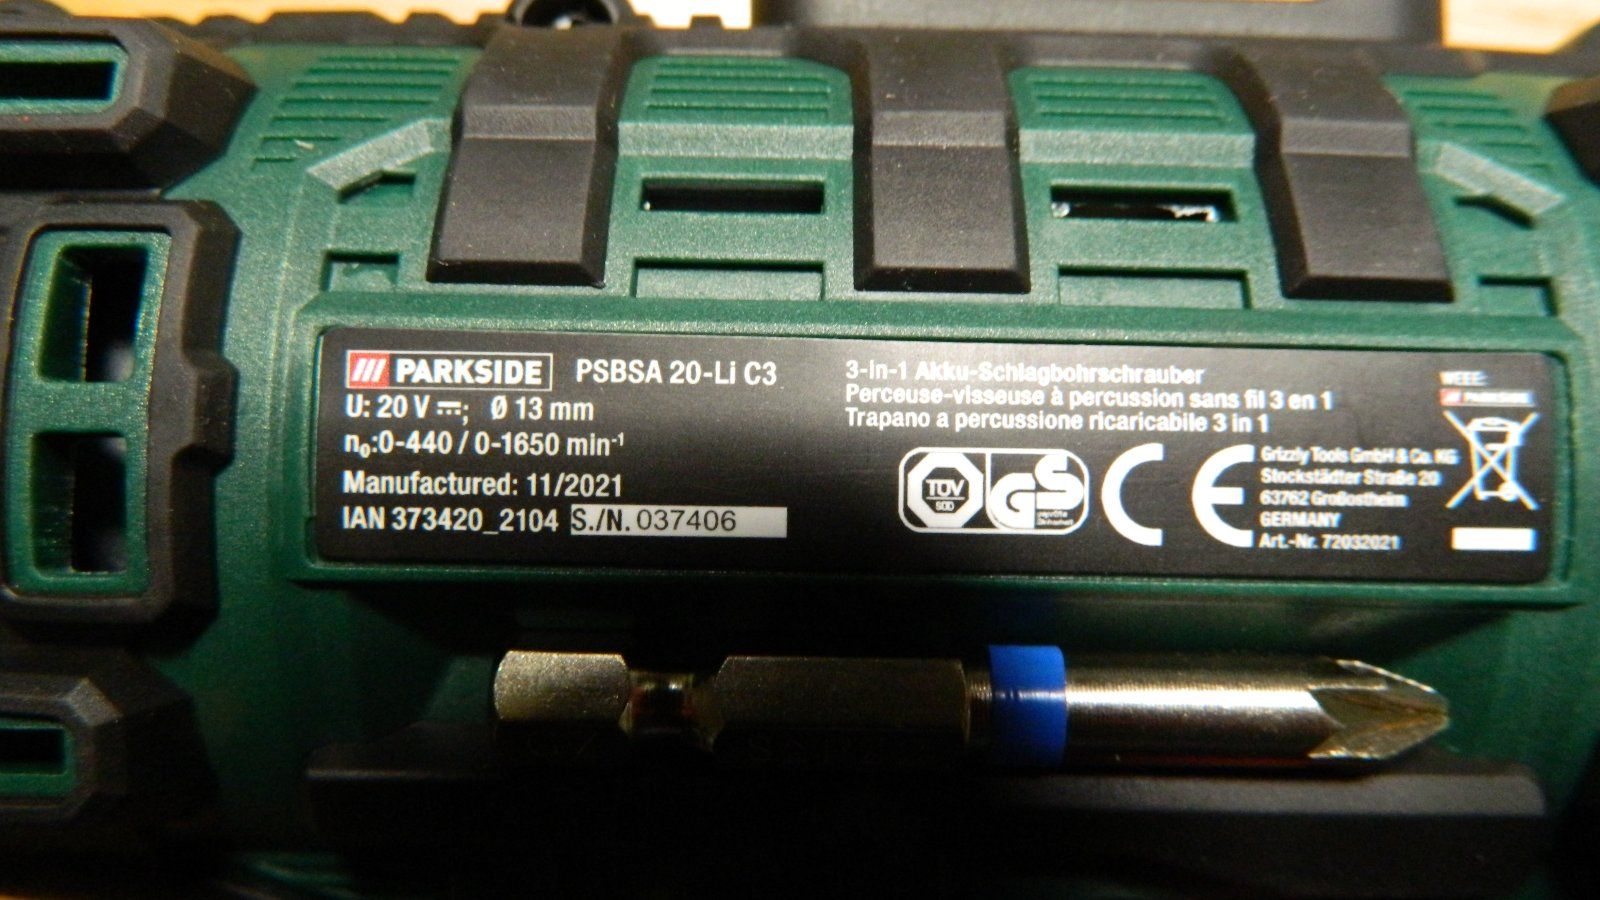 PARKSIDE PSBSA 20-Li C3
U: 20 V ⎓; Ø 13 mm
n₀:0-440 / 0-1650 min⁻¹
Manufactured: 11/2021
IAN 373420_2104 S./N. 037406
3-in-1 Akku-Schlagbohrschrauber
Perceuse-visseuse à percussion sans fil 3 en 1
Trapano a percussione ricaricabile 3 in 1
TÜV
SÜD
GS
geprüfte
Sicherheit
CE
Grizzly Tools GmbH & Co. KG
Stockstädter Straße 20
63762 Großostheim
GERMANY
Art.-Nr. 72032021
WEEE:
PARKSIDE